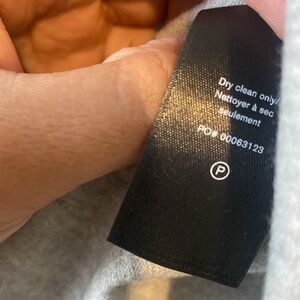 Dry clean only/
Nettoyer à sec
seulement
PO# 00063123
P